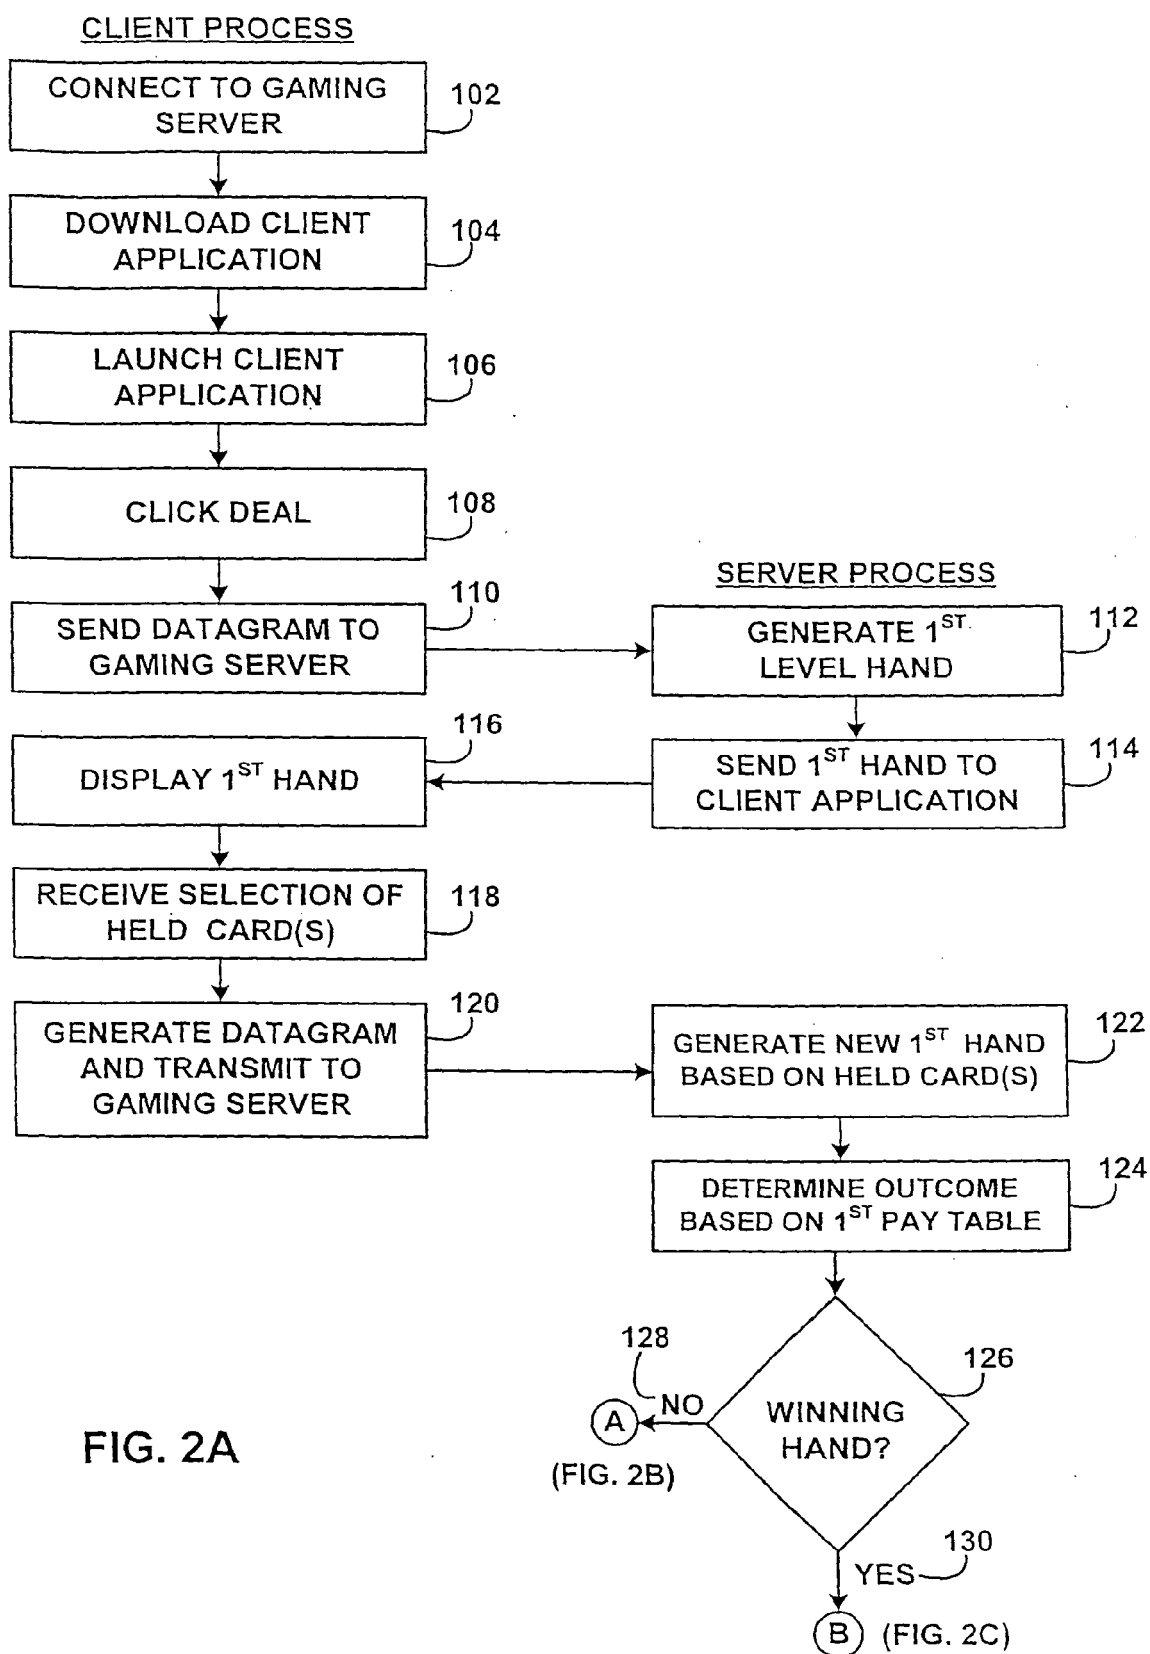 CLIENT PROCESS
CONNECT TO GAMING
SERVER
102
DOWNLOAD CLIENT
APPLICATION
104
LAUNCH CLIENT
APPLICATION
106
CLICK DEAL
108
SEND DATAGRAM TO
GAMING SERVER
110
SERVER PROCESS
GENERATE 1ST
LEVEL HAND
112
SEND 1ST HAND TO
CLIENT APPLICATION
114
DISPLAY 1ST HAND
116
RECEIVE SELECTION OF
HELD CARD(S)
118
GENERATE DATAGRAM
AND TRANSMIT TO
GAMING SERVER
120
GENERATE NEW 1ST HAND
BASED ON HELD CARD(S)
122
DETERMINE OUTCOME
BASED ON 1ST PAY TABLE
124
WINNING
HAND?
126
128
NO
A
(FIG. 2B)
130
YES
B (FIG. 2C)
FIG. 2A